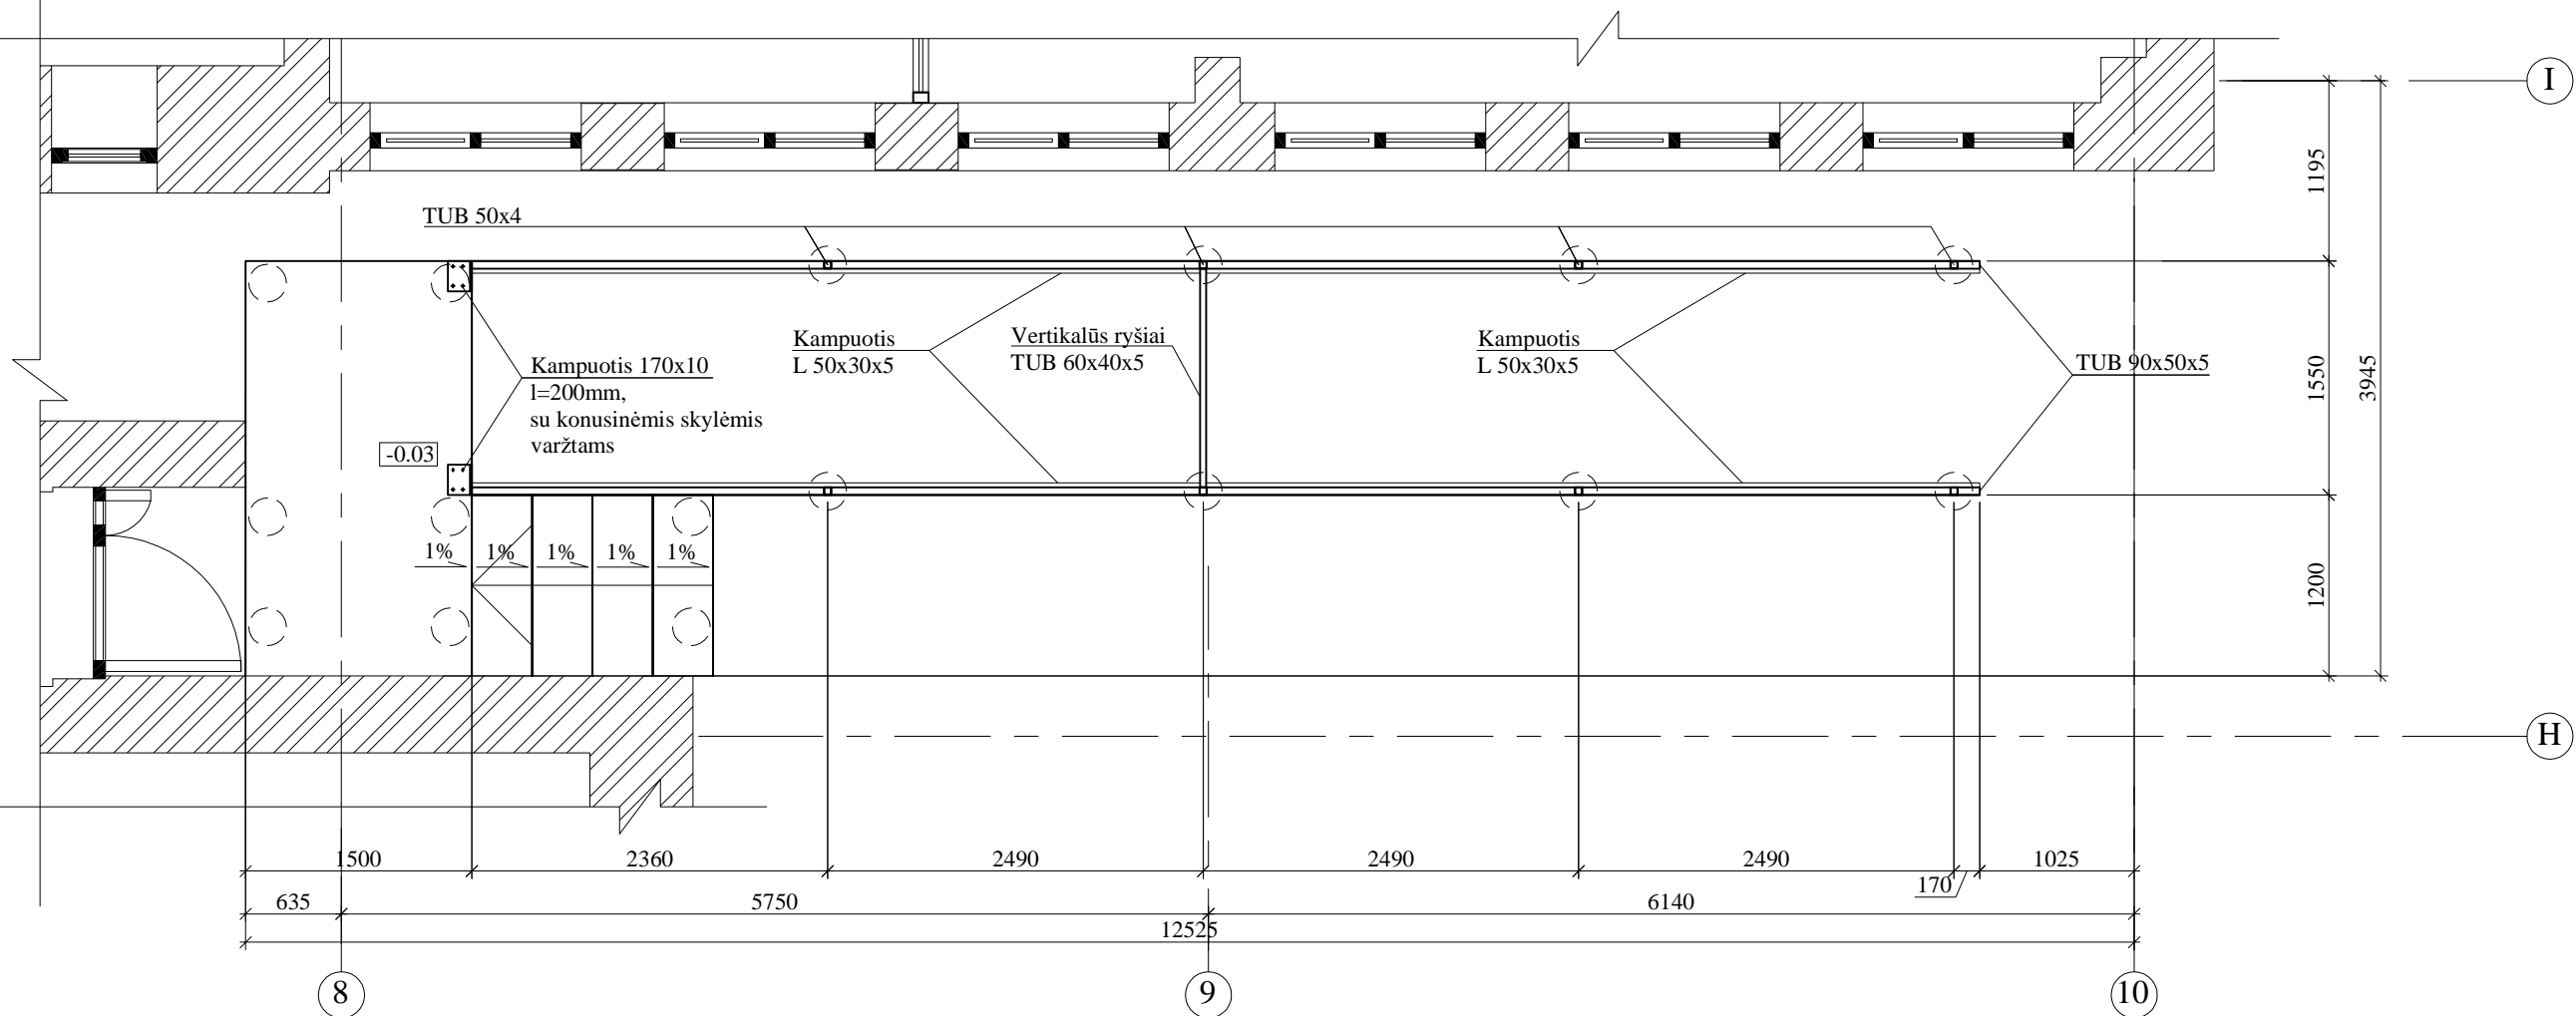 I
1195
TUB 50x4
Kampuotis
L 50x30x5
Vertikalūs ryšiai
TUB 60x40x5
Kampuotis
L 50x30x5
TUB 90x50x5
1550
3945
Kampuotis 170x10
l=200mm,
su konusinėmis skylėmis
varžtams
-0.03
1% 1% 1% 1% 1%
1200
H
1500 2360 2490 2490 2490 1025
170
635 5750 6140
12525
8 9 10